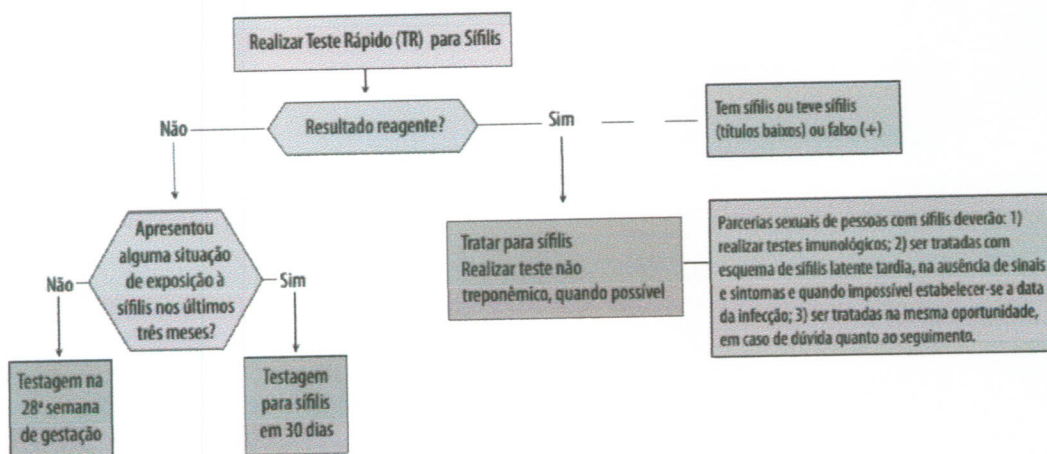 Realizar Teste Rápido (TR) para Sífilis
Resultado reagente?
Não
Sim
Tem sífilis ou teve sífilis
(títulos baixos) ou falso (+)
Apresentou
alguma situação
de exposição à
sífilis nos últimos
três meses?
Não
Sim
Tratar para sífilis
Realizar teste não
treponêmico, quando possível
Parcerias sexuais de pessoas com sífilis deverão: 1)
realizar testes imunológicos; 2) ser tratadas com
esquema de sífilis latente tardia, na ausência de sinais
e sintomas e quando impossível estabelecer-se a data
da infecção; 3) ser tratadas na mesma oportunidade,
em caso de dúvida quanto ao seguimento.
Testagem na
28ª semana
de gestação
Testagem
para sífilis
em 30 dias